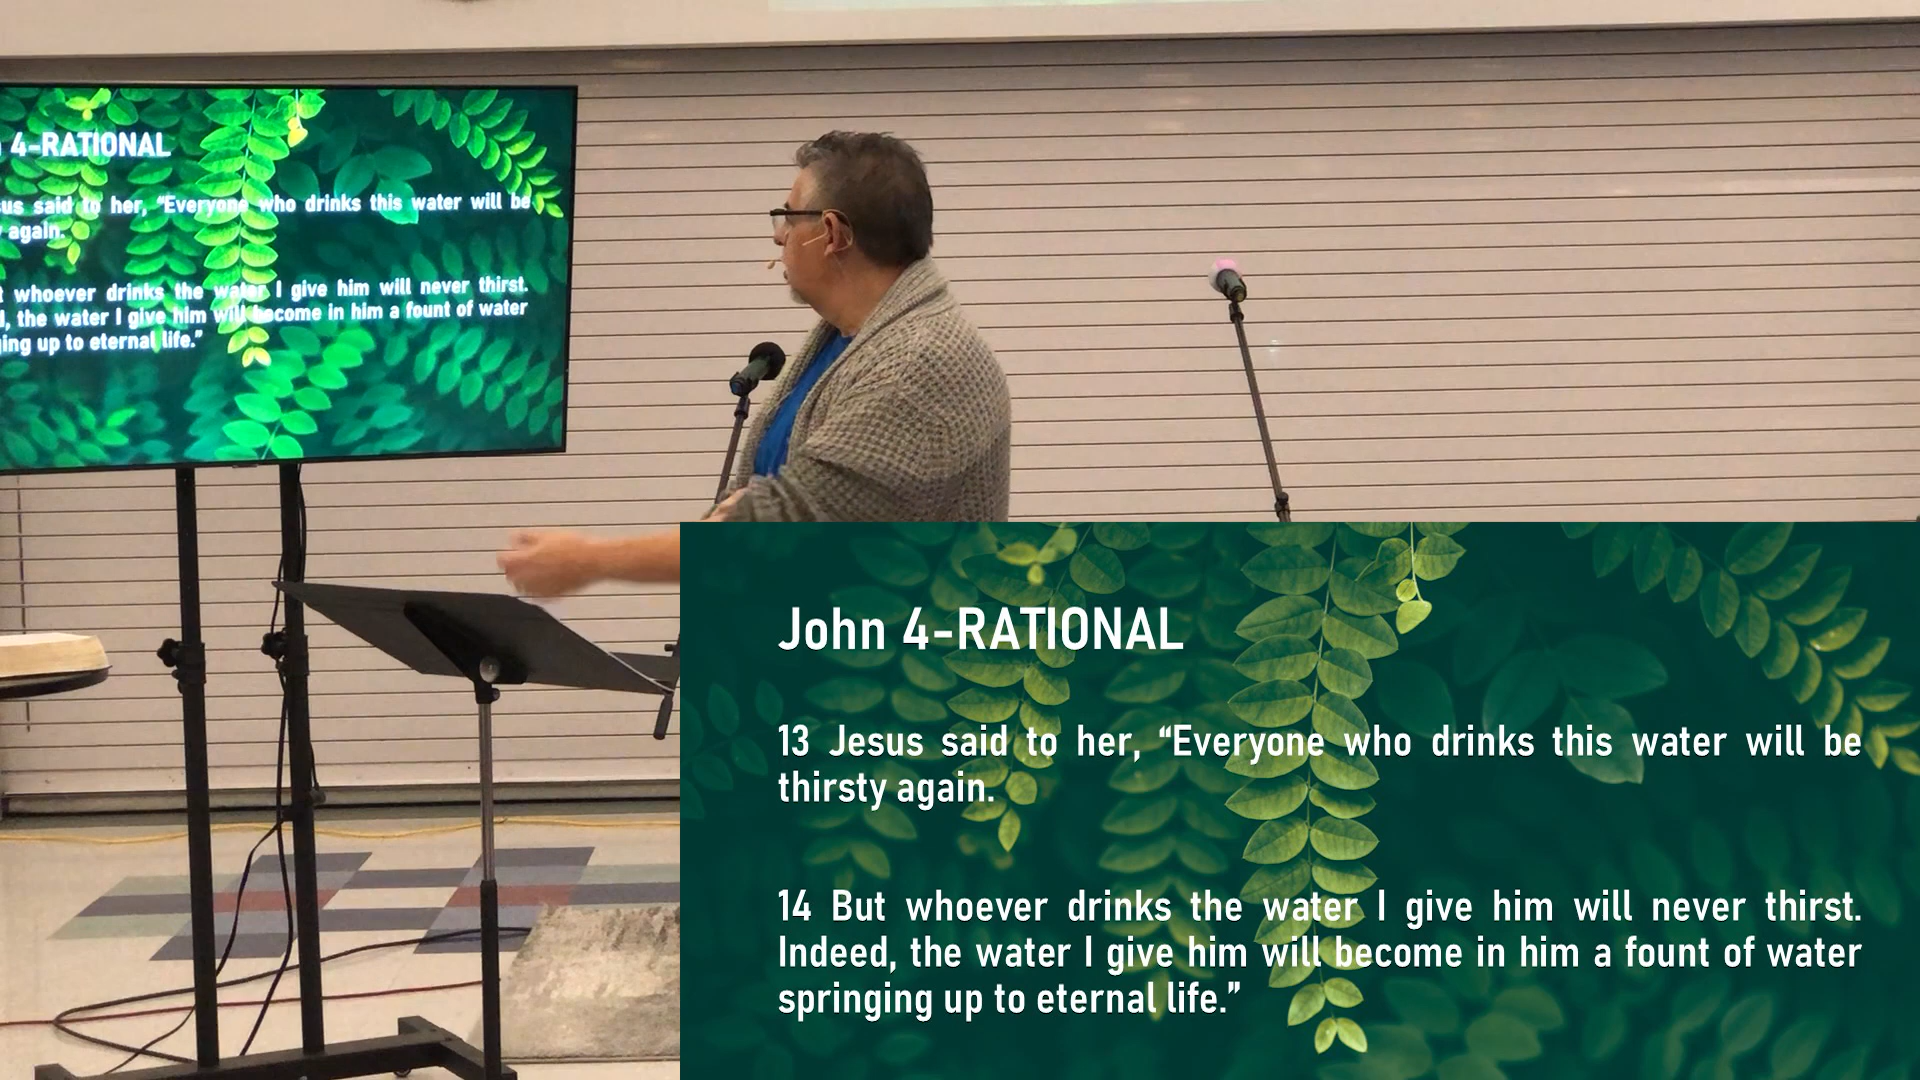 4-RATIONAL
sus said to her, “Everyone who drinks this water will be
again.
whoever drinks the water I give him will never thirst.
, the water I give him will become in him a fount of water
ging up to eternal life.”
John 4-RATIONAL
13 Jesus said to her, “Everyone who drinks this water will be
thirsty again.
14 But whoever drinks the water I give him will never thirst.
Indeed, the water I give him will become in him a fount of water
springing up to eternal life.”